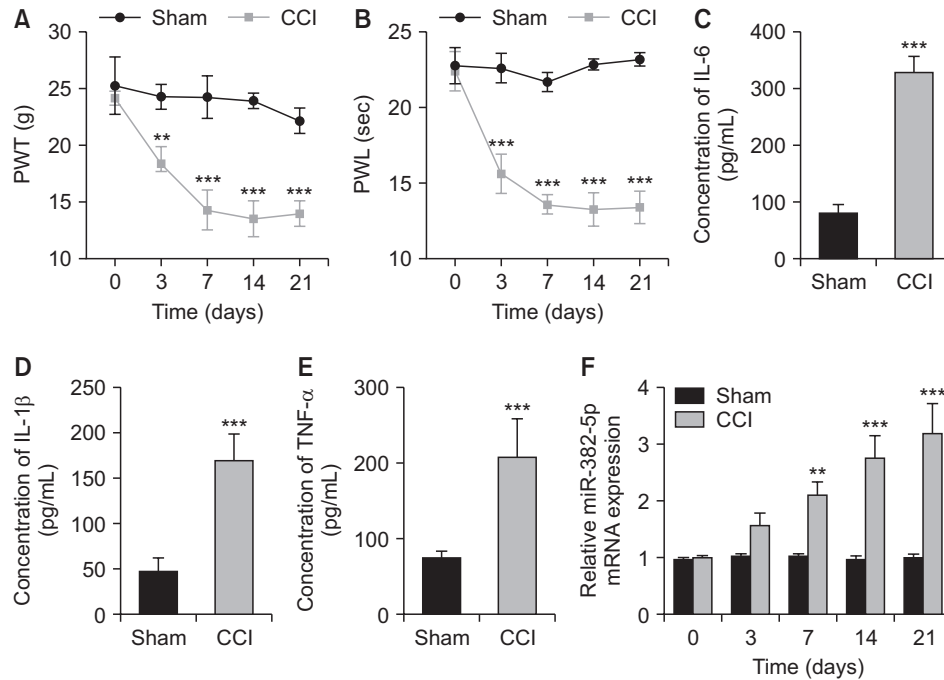 A
Sham
CCI
30
25
20
15
10
PWT (g)
**
***
***
***
0 3 7 14 21
Time (days)
B
Sham
CCI
25
20
15
10
PWL (sec)
***
***
***
***
0 3 7 14 21
Time (days)
C
Concentration of IL-6
(pg/mL)
400
300
200
100
0
***
Sham CCI
D
Concentration of IL-1β
(pg/mL)
250
200
150
100
50
0
***
Sham CCI
E
Concentration of TNF-α
(pg/mL)
300
200
100
0
***
Sham CCI
F
Relative miR-382-5p
mRNA expression
4
3
2
1
0
Sham
CCI
**
***
***
0 3 7 14 21
Time (days)